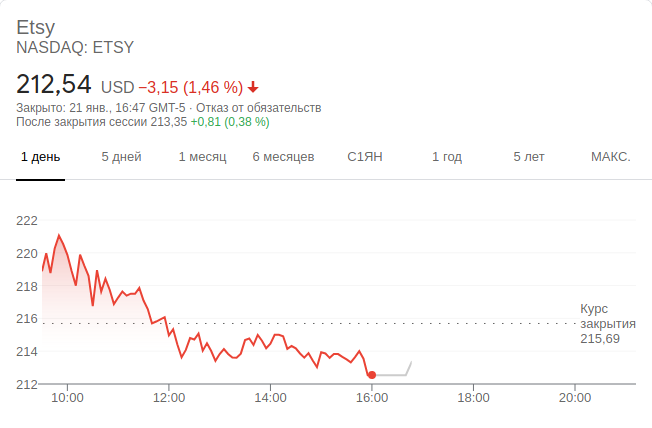 Etsy
NASDAQ: ETSY
212,54 USD −3,15 (1,46 %)
Закрыто: 21 янв., 16:47 GMT-5 · Отказ от обязательств
После закрытия сессии 213,35 +0,81 (0,38 %)
1 день 5 дней 1 месяц 6 месяцев С1ЯН 1 год 5 лет МАКС.
222
220
218
216
214
212
Курс
закрытия
215,69
10:00 12:00 14:00 16:00 18:00 20:00